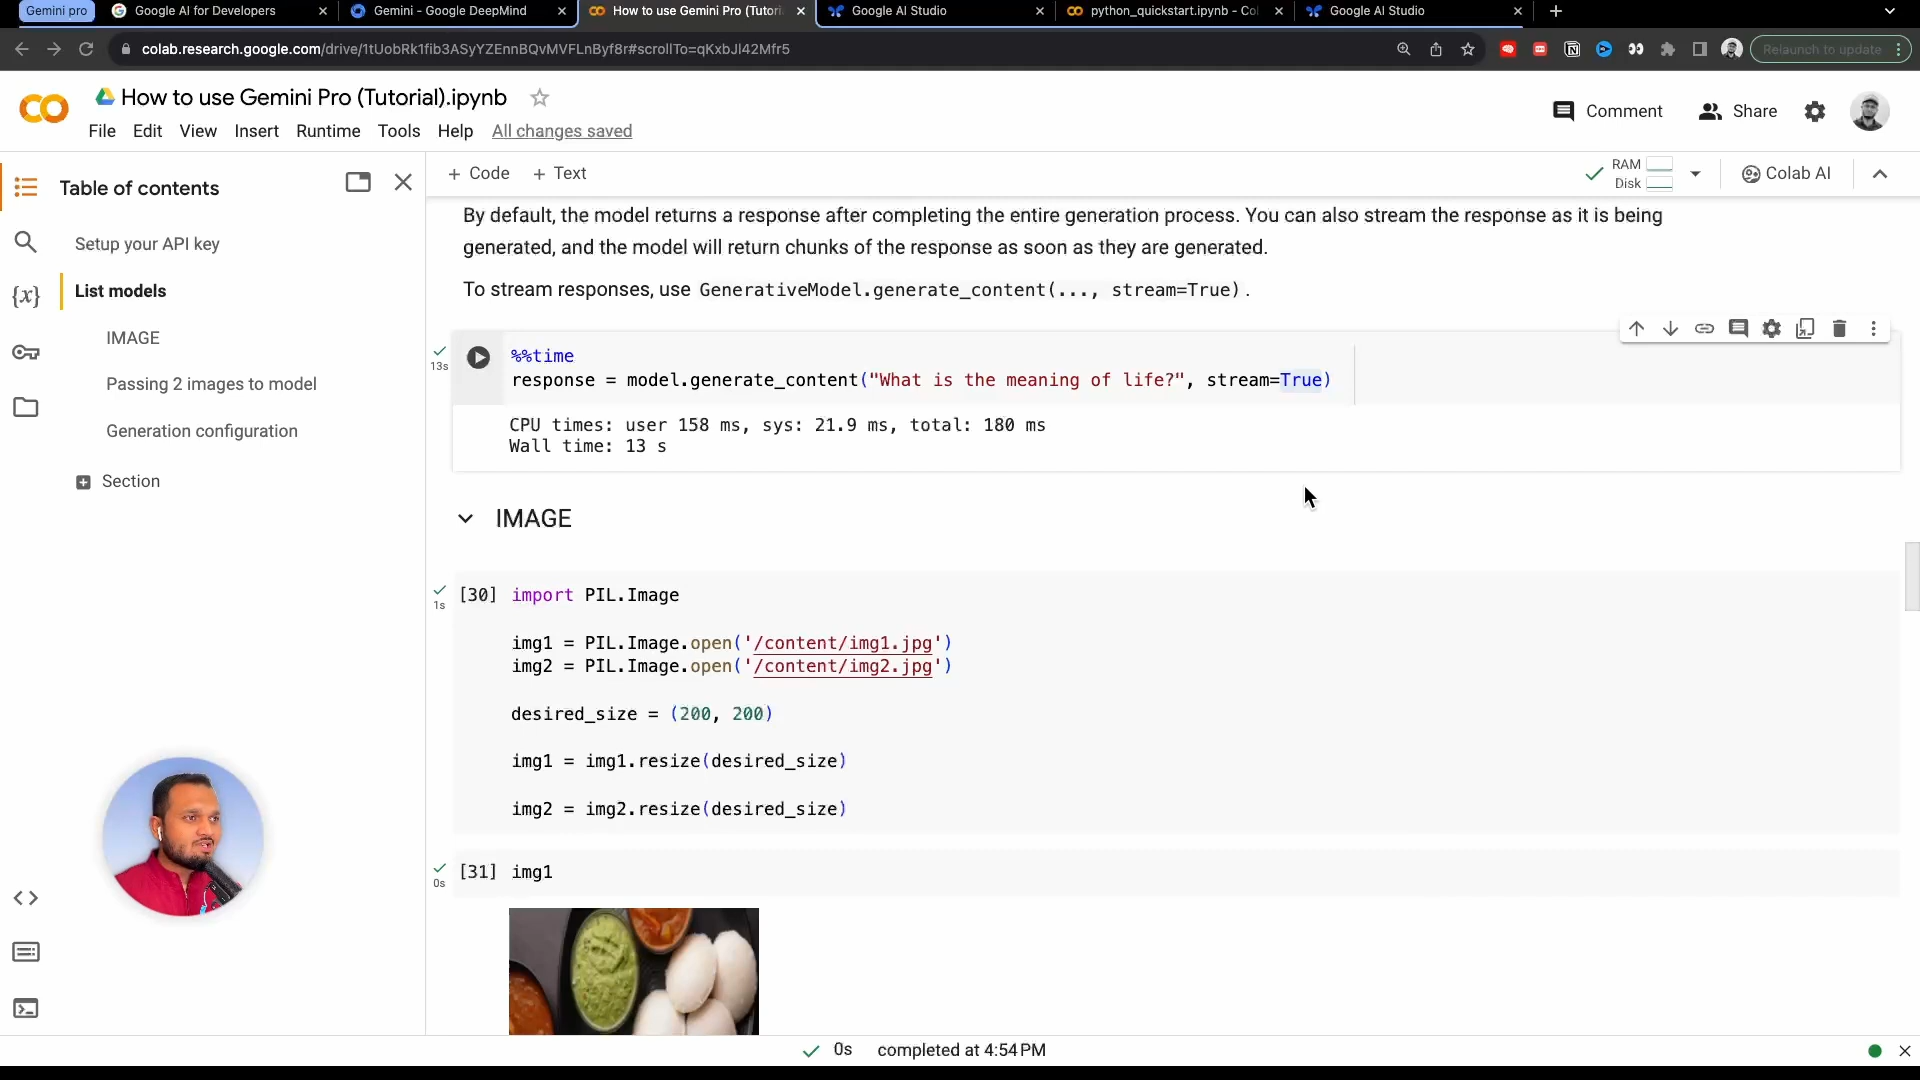 Gemini pro
Google AI for Developers
Gemini - Google DeepMind
How to use Gemini Pro (Tutori
Google AI Studio
python_quickstart.ipynb - Co
Google AI Studio
colab.research.google.com/drive/1tUobRk1fib3ASyYZEnnBQvMVFLnByf8r#scrollTo=qKxbJl42Mfr5
Relaunch to update
How to use Gemini Pro (Tutorial).ipynb
File Edit View Insert Runtime Tools Help All changes saved
Comment
Share
Table of contents
Setup your API key
List models
IMAGE
Passing 2 images to model
Generation configuration
Section
+ Code + Text
RAM
Disk
Colab AI
By default, the model returns a response after completing the entire generation process. You can also stream the response as it is being
generated, and the model will return chunks of the response as soon as they are generated.
To stream responses, use GenerativeModel.generate_content(..., stream=True) .
13s
%%time
response = model.generate_content("What is the meaning of life?", stream=True)
CPU times: user 158 ms, sys: 21.9 ms, total: 180 ms
Wall time: 13 s
IMAGE
1s
[30] import PIL.Image
img1 = PIL.Image.open('/content/img1.jpg')
img2 = PIL.Image.open('/content/img2.jpg')
desired_size = (200, 200)
img1 = img1.resize(desired_size)
img2 = img2.resize(desired_size)
0s
[31] img1
0s completed at 4:54 PM